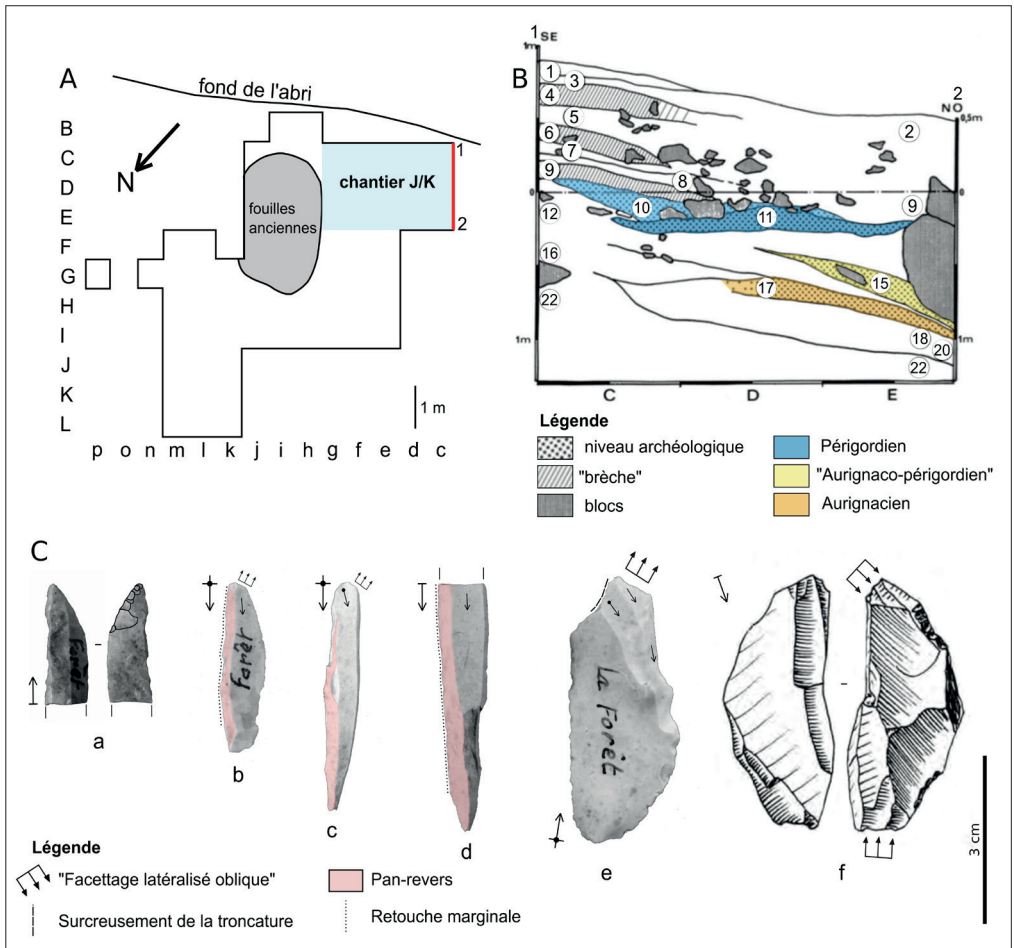 A
fond de l'abri
B
C
D
E
F
G
H
I
J
K
L
N
fouilles
anciennes
chantier J/K
1
2
1 m
p o n m l k j i h g f e d c
B
1 SE
1m
2
NO
0,5m
0
0
1m
1m
1
3
4
5
6
7
9
8
2
10
11
9
12
16
15
22
17
18
20
22
C D E
Légende
niveau archéologique
"brèche"
blocs
Périgordien
"Aurignaco-périgordien"
Aurignacien
C
Forêt
forêt
La Forêt
a
b
c
d
e
f
3 cm
Légende
"Facettage latéralisé oblique"
Surcreusement de la troncature
Pan-revers
Retouche marginale